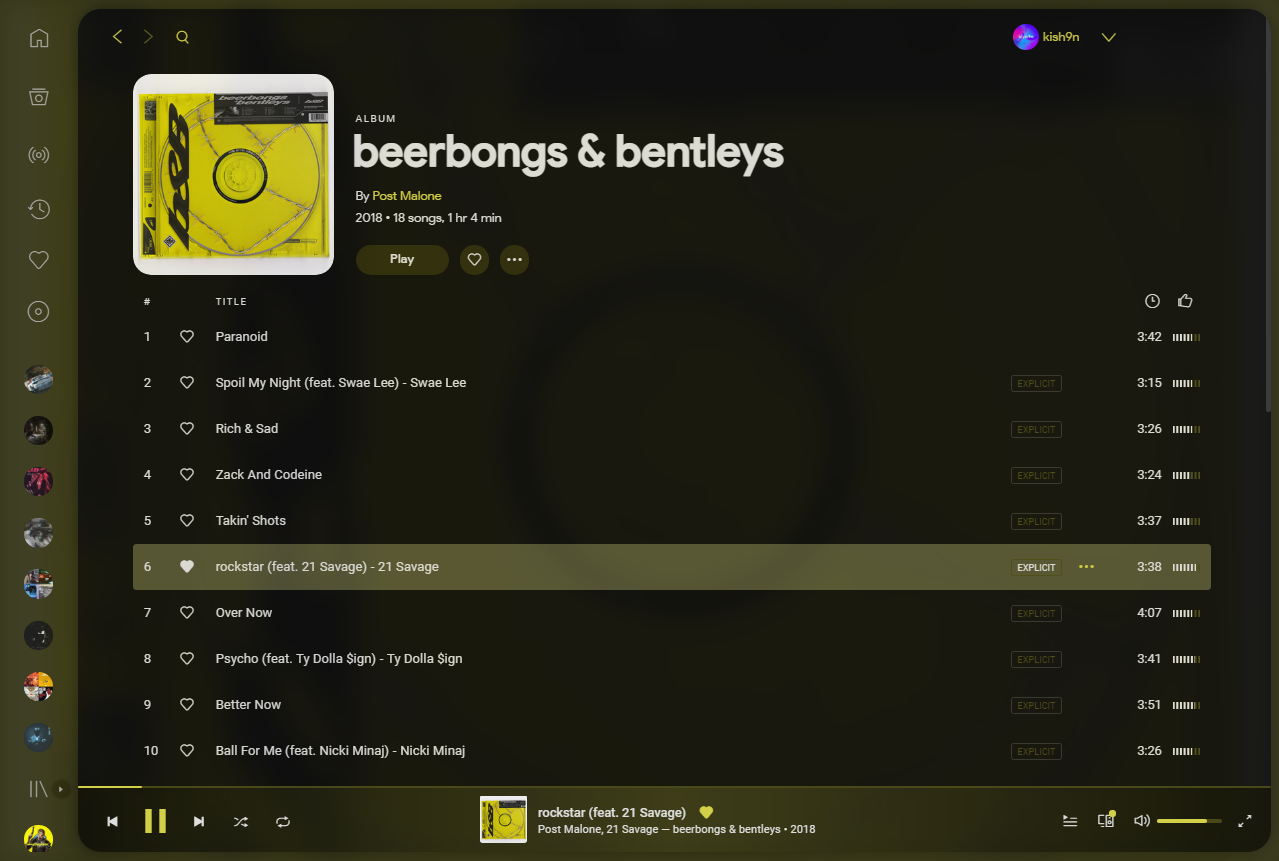 kish9n
beerbongs
bentleys
beer
ALBUM
beerbongs & bentleys
By Post Malone
2018 • 18 songs, 1 hr 4 min
Play
# TITLE
1 Paranoid 3:42
2 Spoil My Night (feat. Swae Lee) - Swae Lee EXPLICIT 3:15
3 Rich & Sad EXPLICIT 3:26
4 Zack And Codeine EXPLICIT 3:24
5 Takin' Shots EXPLICIT 3:37
6 rockstar (feat. 21 Savage) - 21 Savage EXPLICIT 3:38
7 Over Now EXPLICIT 4:07
8 Psycho (feat. Ty Dolla $ign) - Ty Dolla $ign EXPLICIT 3:41
9 Better Now EXPLICIT 3:51
10 Ball For Me (feat. Nicki Minaj) - Nicki Minaj EXPLICIT 3:26
rockstar (feat. 21 Savage)
Post Malone, 21 Savage — beerbongs & bentleys • 2018